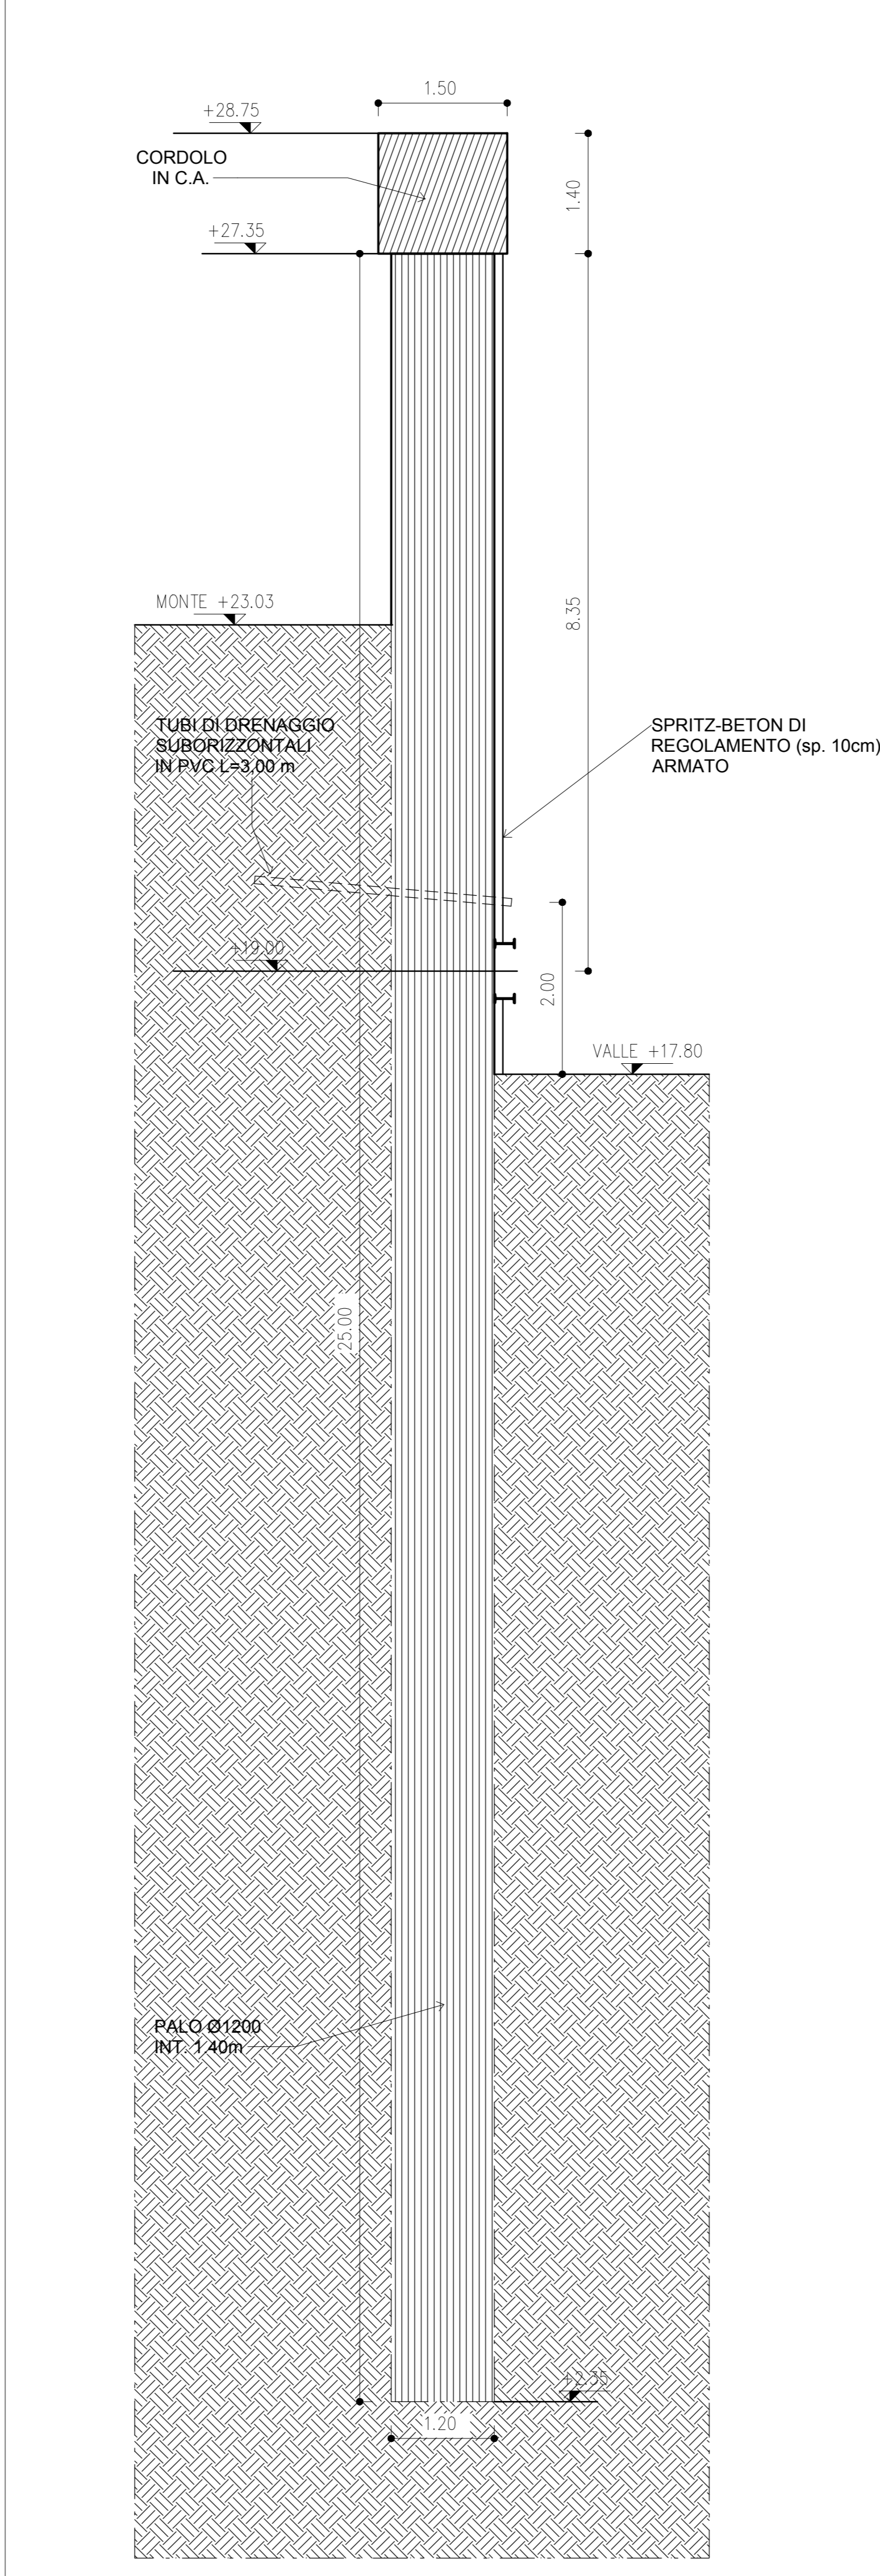 1.50
+28.75
CORDOLO
IN C.A.
1.40
+27.35
MONTE +23.03
8.35
TUBI DI DRENAGGIO
SUBORIZZONTALI
IN PVC L=3,00 m
SPRITZ-BETON DI
REGOLAMENTO (sp. 10cm)
ARMATO
+19.00
2.00
VALLE +17.80
25.00
PALO Ø1200
INT. 1.40m
+2.35
1.20